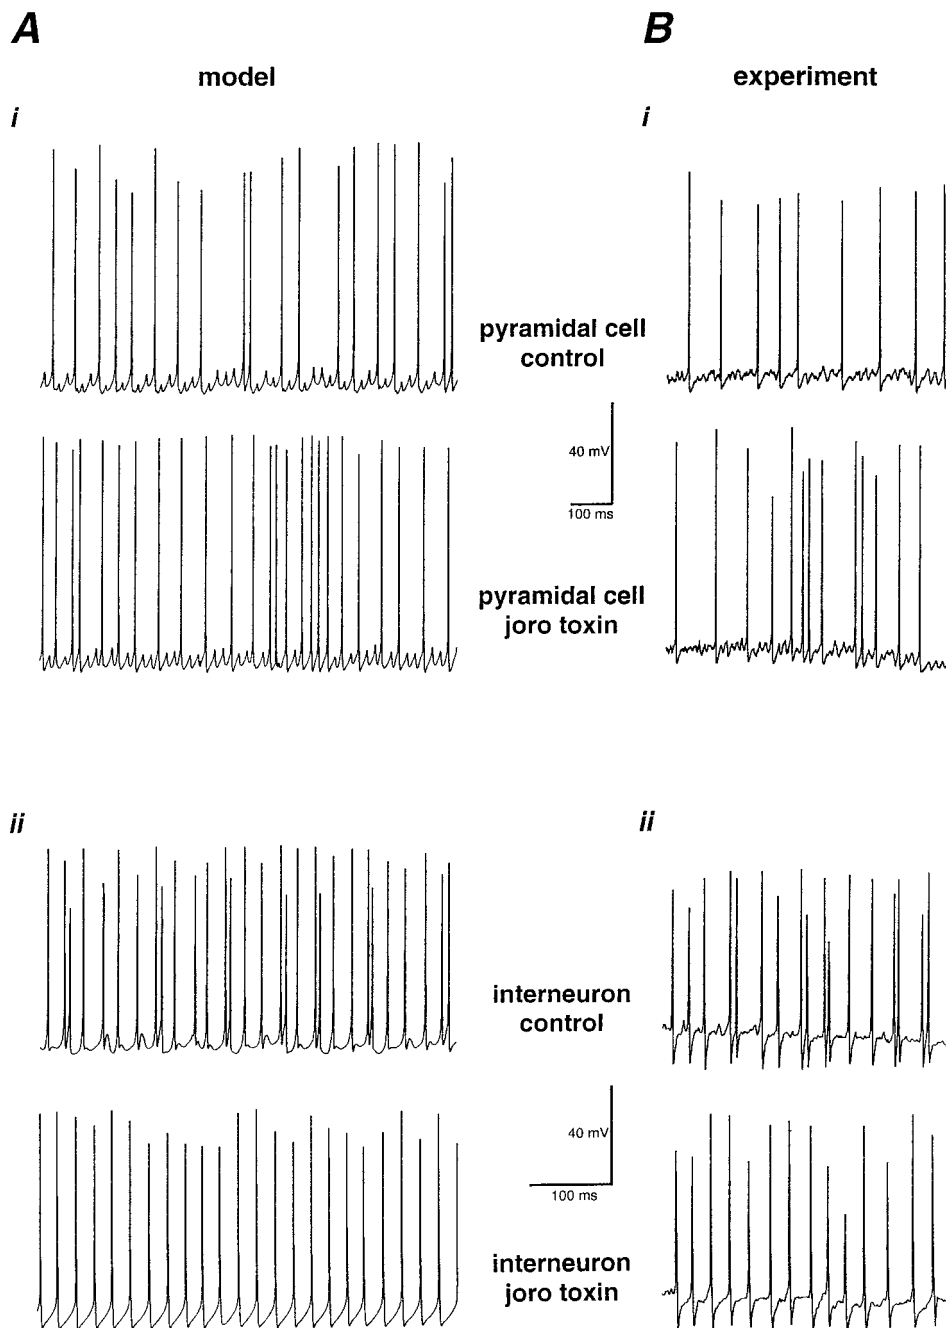 A
B
model
experiment
i
i
pyramidal cell
control
40 mV
100 ms
pyramidal cell
joro toxin
ii
ii
interneuron
control
40 mV
100 ms
interneuron
joro toxin